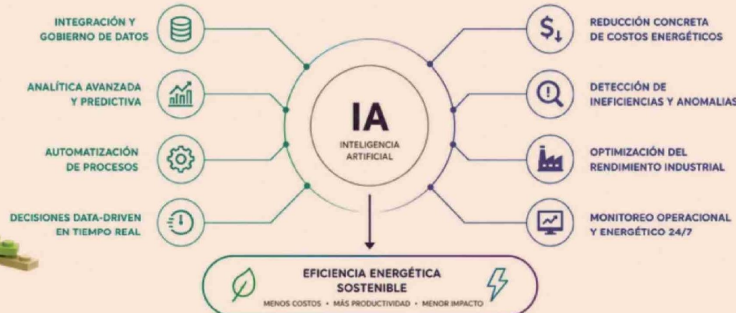 INTEGRACIÓN Y
GOBIERNO DE DATOS
ANALÍTICA AVANZADA
Y PREDICTIVA
AUTOMATIZACIÓN
DE PROCESOS
DECISIONES DATA-DRIVEN
EN TIEMPO REAL
IA
INTELIGENCIA
ARTIFICIAL
$
REDUCCIÓN CONCRETA
DE COSTOS ENERGÉTICOS
DETECCIÓN DE
INEFICIENCIAS Y ANOMALIAS
OPTIMIZACIÓN DEL
RENDIMIENTO INDUSTRIAL
MONITOREO OPERACIONAL
Y ENERGÉTICO 24/7
EFICIENCIA ENERGÉTICA
SOSTENIBLE
MENOS COSTOS • MÁS PRODUCTIVIDAD • MENOR IMPACTO